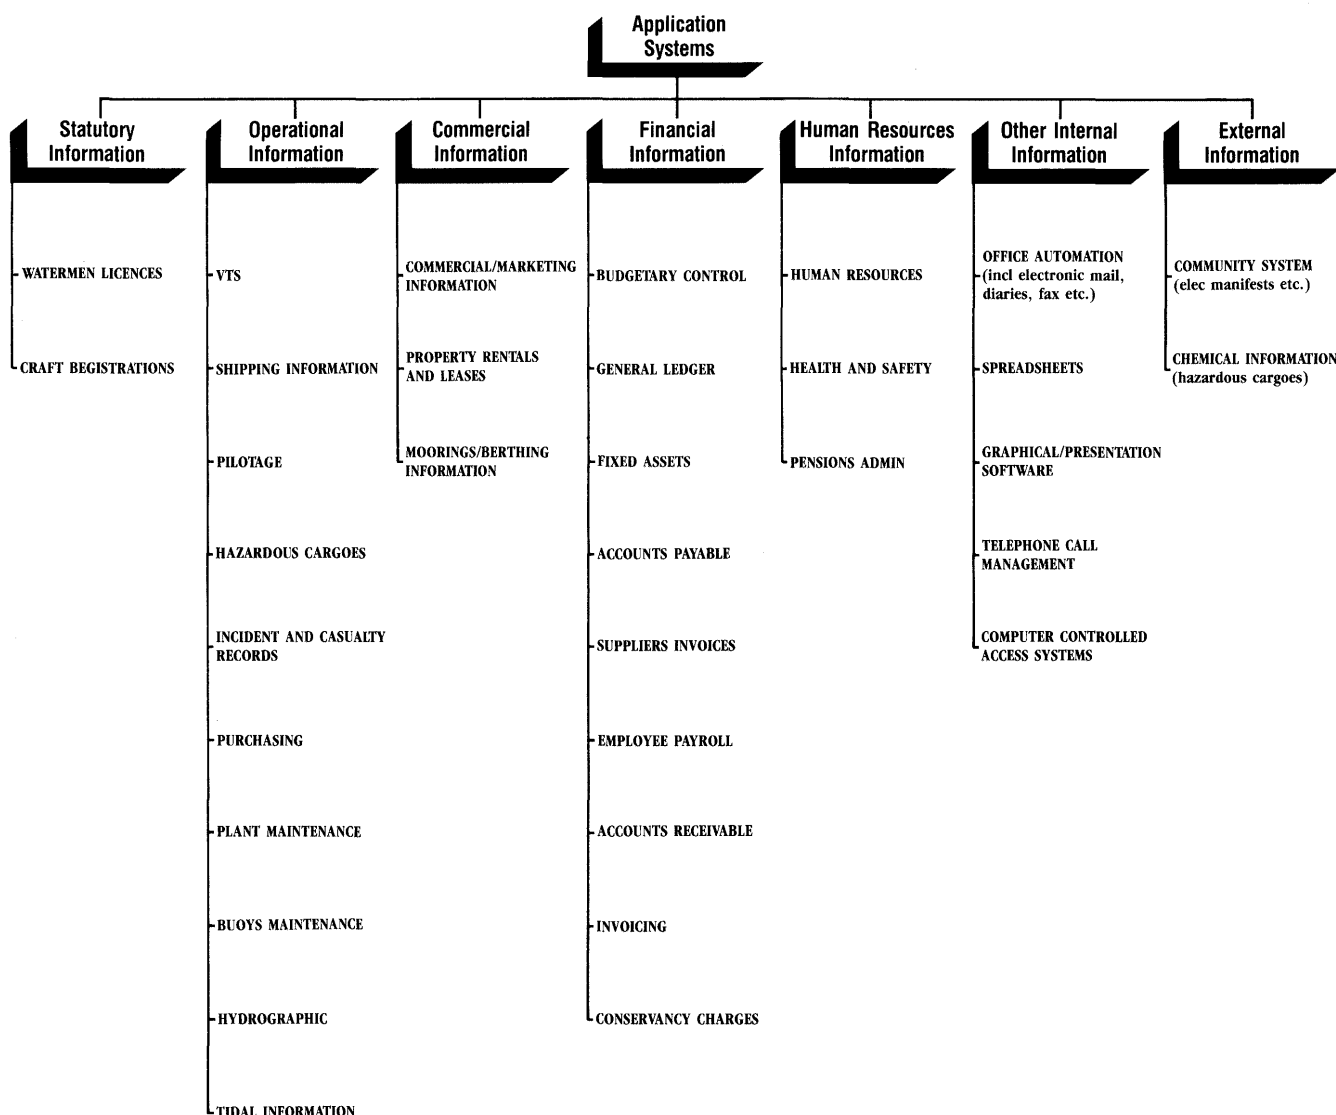 Application
Systems
Statutory
Information
Operational
Information
Commercial
Information
Financial
Information
Human Resources
Information
Other Internal
Information
External
Information
WATERMEN LICENCES
CRAFT BEGISTRATIONS
VTS
SHIPPING INFORMATION
PILOTAGE
HAZARDOUS CARGOES
INCIDENT AND CASUALTY
RECORDS
PURCHASING
PLANT MAINTENANCE
BUOYS MAINTENANCE
HYDROGRAPHIC
TIDAL INFORMATION
COMMERCIAL/MARKETING
INFORMATION
PROPERTY RENTALS
AND LEASES
MOORINGS/BERTHING
INFORMATION
BUDGETARY CONTROL
GENERAL LEDGER
FIXED ASSETS
ACCOUNTS PAYABLE
SUPPLIERS INVOICES
EMPLOYEE PAYROLL
ACCOUNTS RECEIVABLE
INVOICING
CONSERVANCY CHARGES
HUMAN RESOURCES
HEALTH AND SAFETY
PENSIONS ADMIN
OFFICE AUTOMATION
(incl electronic mail,
diaries, fax etc.)
SPREADSHEETS
GRAPHICAL/PRESENTATION
SOFTWARE
TELEPHONE CALL
MANAGEMENT
COMPUTER CONTROLLED
ACCESS SYSTEMS
COMMUNITY SYSTEM
(elec manifests etc.)
CHEMICAL INFORMATION
(hazardous cargoes)